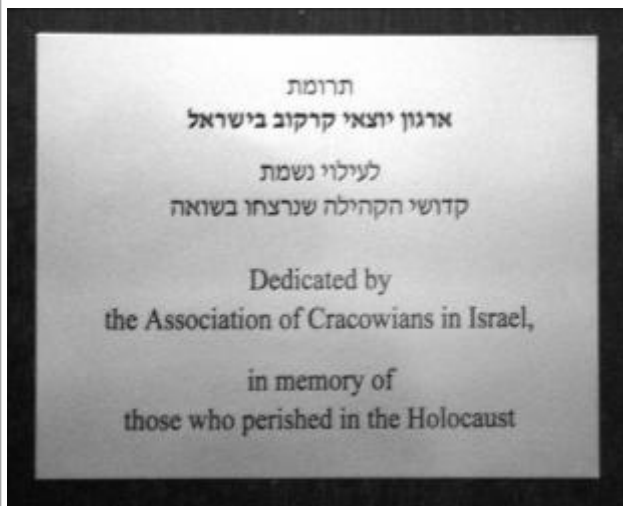 תרומת
ארגון יוצאי קרקוב בישראל
לעילוי נשמת
קדושי הקהילה שנרצחו בשואה
Dedicated by
the Association of Cracowians in Israel,
in memory of
those who perished in the Holocaust